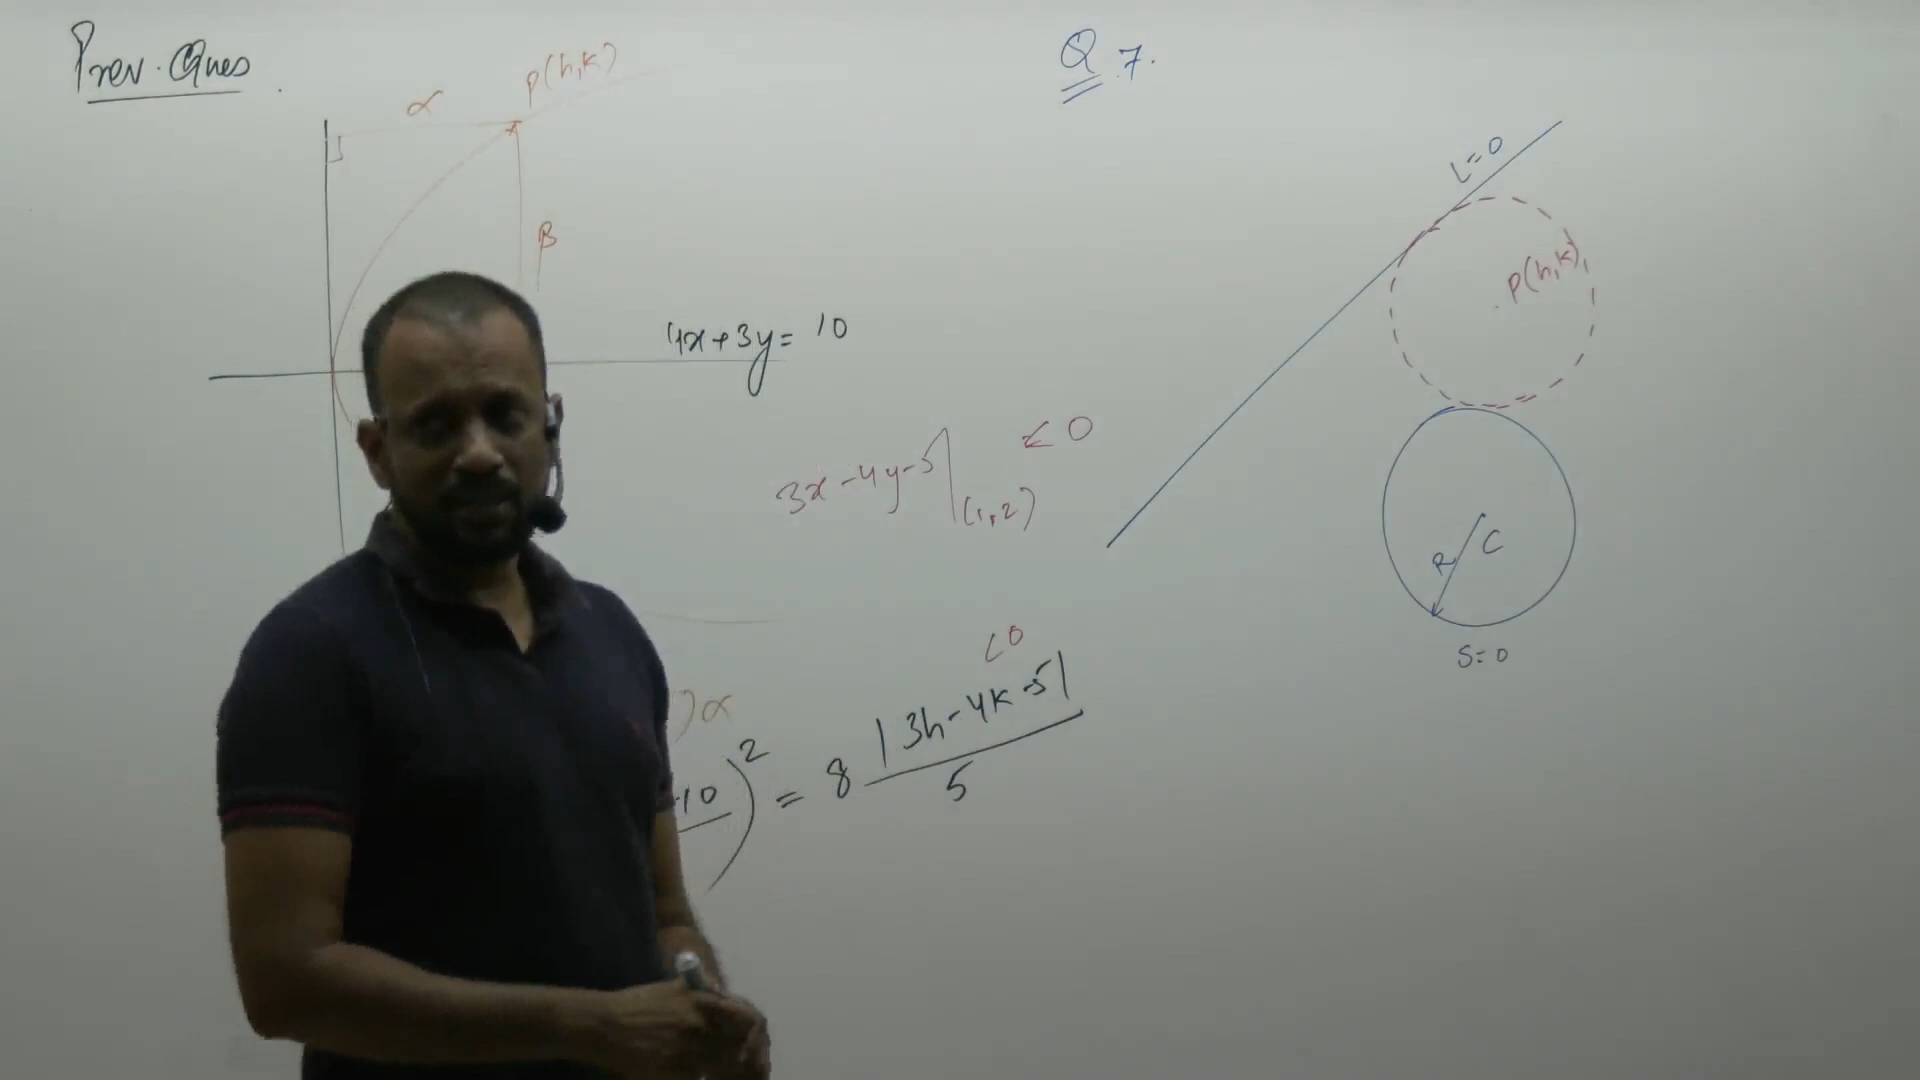 Prev. Ques.
P(h,k)
α
β
4x+3y= 10
3x-4y-5|(1,2) < 0
)α
<0
-10)² = 8 |3h-4k-5|
5
Q 7.
L=0
P(h,k)
R C
S=0